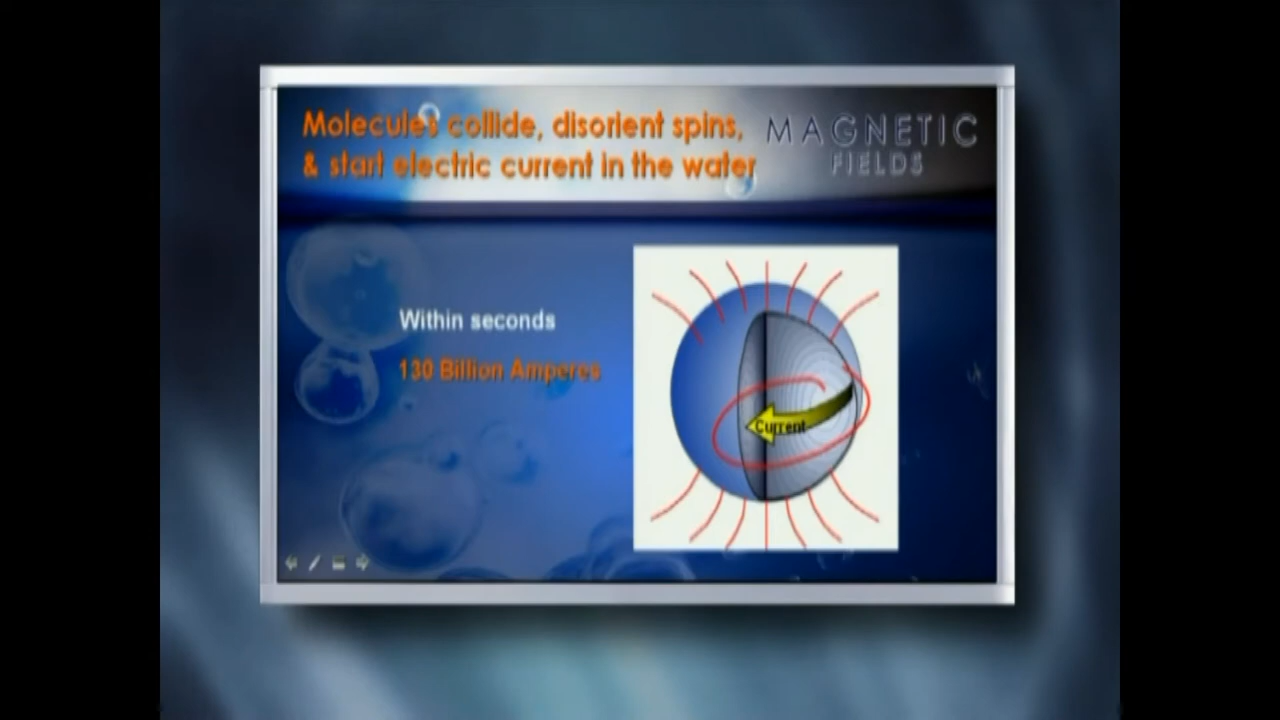 Molecules collide, disorient spins,
& start electric current in the water
MAGNETIC
FIELDS
Within seconds
130 Billion Amperes
Current